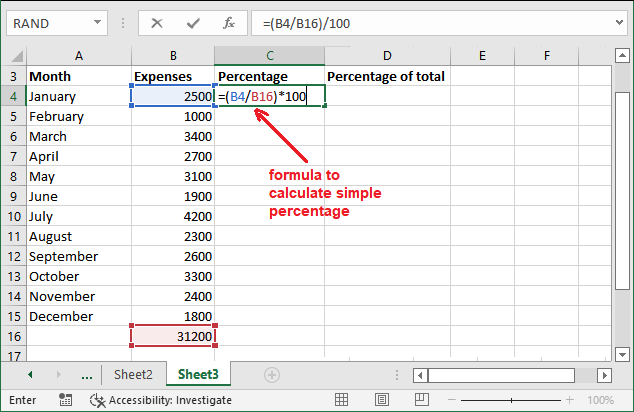 RAND =(B4/B16)/100
A B C D E F
3 Month Expenses Percentage Percentage of total
4 January 2500 =(B4/B16)*100
5 February 1000
6 March 3400
7 April 2700
8 May 3100
9 June 1900
10 July 4200
11 August 2300
12 September 2600
13 October 3300
14 November 2400
15 December 1800
16 31200
17
formula to
calculate simple
percentage
... Sheet2 Sheet3
Enter Accessibility: Investigate 100%